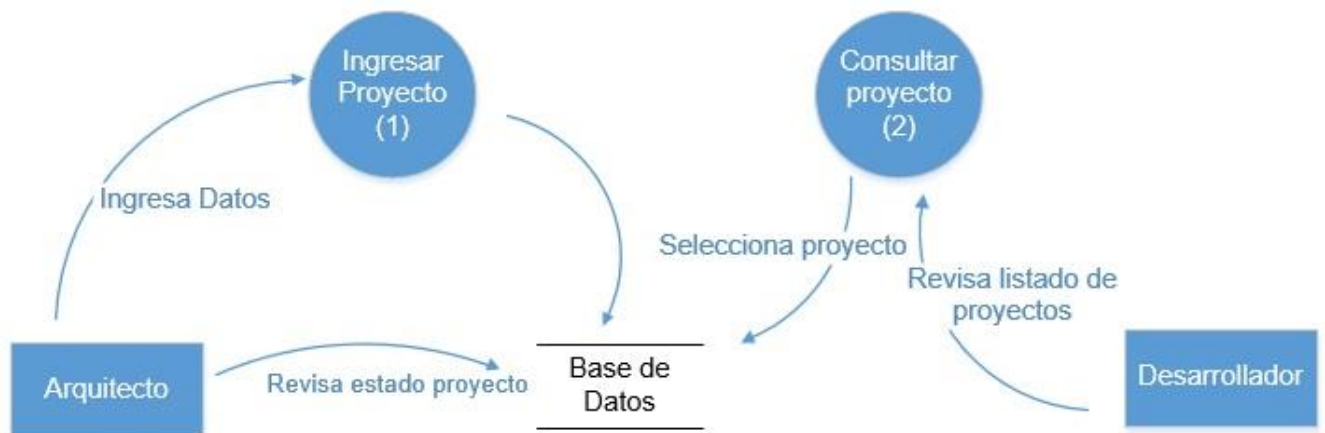 Ingresar
Proyecto
(1)
Consultar
proyecto
(2)
Ingresa Datos
Selecciona proyecto
Revisa listado de
proyectos
Arquitecto
Revisa estado proyecto
Base de
Datos
Desarrollador